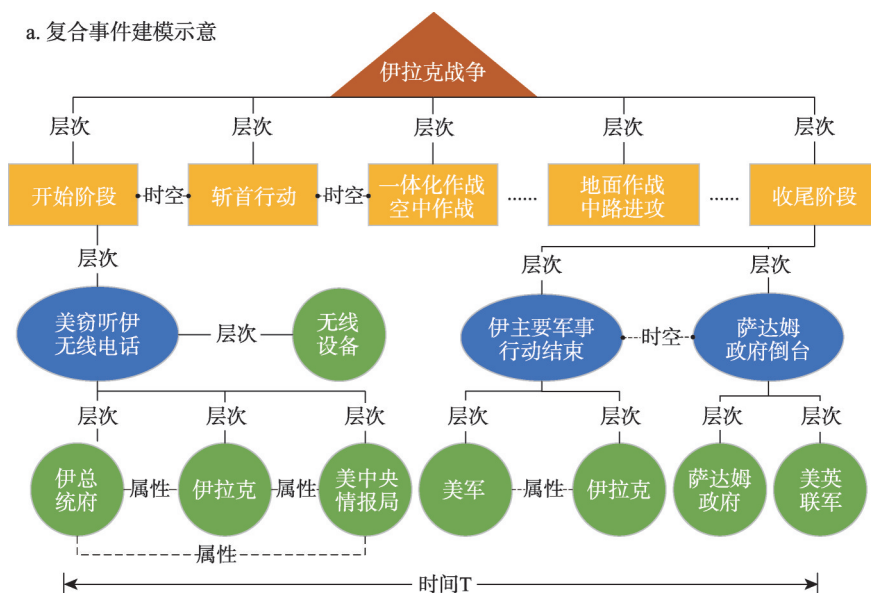 a. 复合事件建模示意
伊拉克战争
层次
层次
层次
层次
层次
开始阶段
时空
斩首行动
时空
一体化作战
空中作战
......
地面作战
中路进攻
......
收尾阶段
层次
层次
层次
美窃听伊
无线电话
层次
无线
设备
伊主要军事
行动结束
时空
萨达姆
政府倒台
层次
层次
层次
层次
层次
层次
层次
伊总
统府
属性
伊拉克
属性
美中央
情报局
美军
属性
伊拉克
萨达姆
政府
美英
联军
属性
时间T